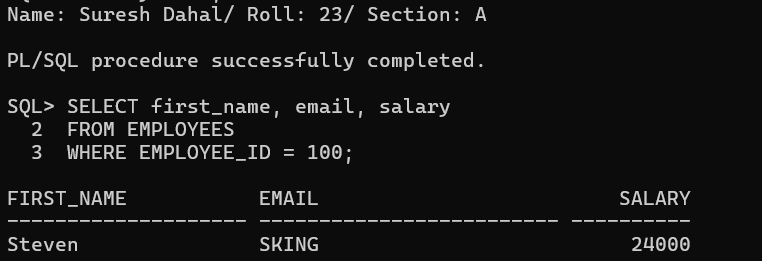 Name: Suresh Dahal/ Roll: 23/ Section: A
PL/SQL procedure successfully completed.
SQL> SELECT first_name, email, salary
  2  FROM EMPLOYEES
  3  WHERE EMPLOYEE_ID = 100;
FIRST_NAME           EMAIL                         SALARY
-------------------- ------------------------- ----------
Steven               SKING                          24000